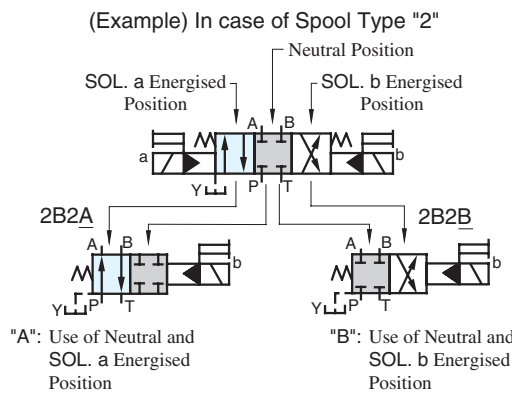 (Example) In case of Spool Type "2"
Neutral Position
SOL. a Energised
Position
SOL. b Energised
Position
A B
a
b
Y
P T
2B2A
2B2B
A B
b
Y
P T
A B
b
Y
P T
"A": Use of Neutral and
SOL. a Energised
Position
"B": Use of Neutral and
SOL. b Energised
Position